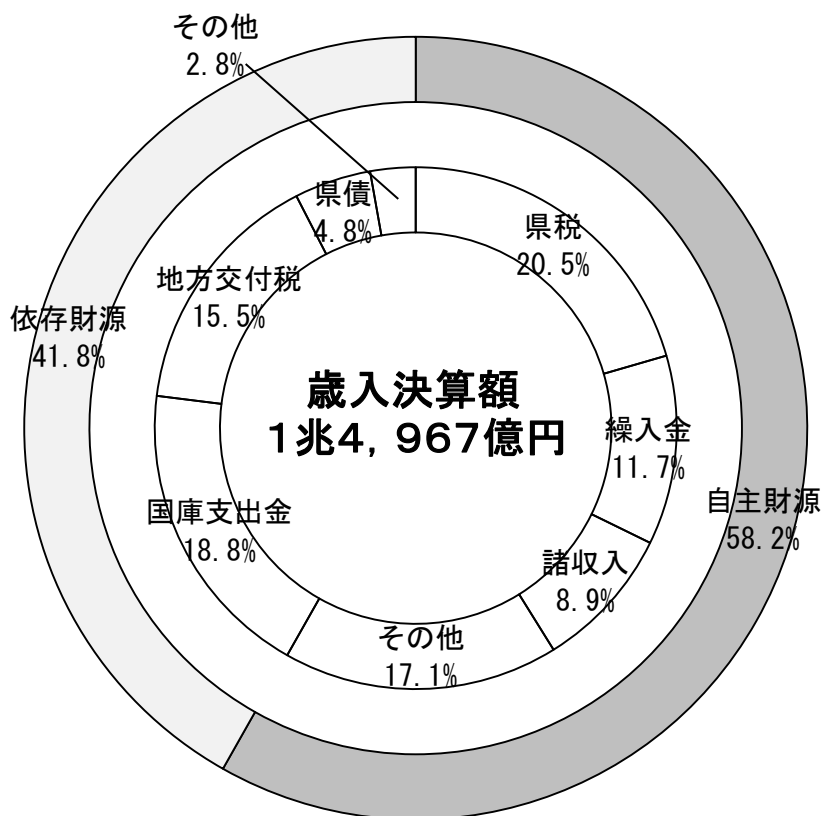 その他
2.8%
県債
4.8%
県税
20.5%
地方交付税
15.5%
依存財源
41.8%
歳入決算額
1兆4,967億円
繰入金
11.7%
自主財源
58.2%
国庫支出金
18.8%
諸収入
8.9%
その他
17.1%